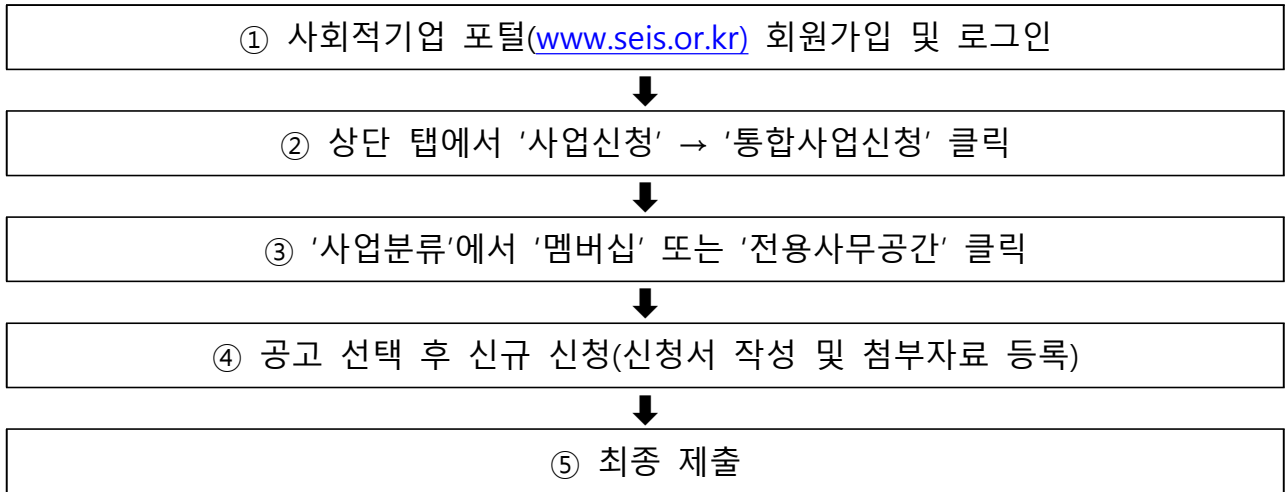 ① 사회적기업 포털(www.seis.or.kr) 회원가입 및 로그인
② 상단 탭에서 '사업신청' → '통합사업신청' 클릭
③ '사업분류'에서 '멤버십' 또는 '전용사무공간' 클릭
④ 공고 선택 후 신규 신청(신청서 작성 및 첨부자료 등록)
⑤ 최종 제출